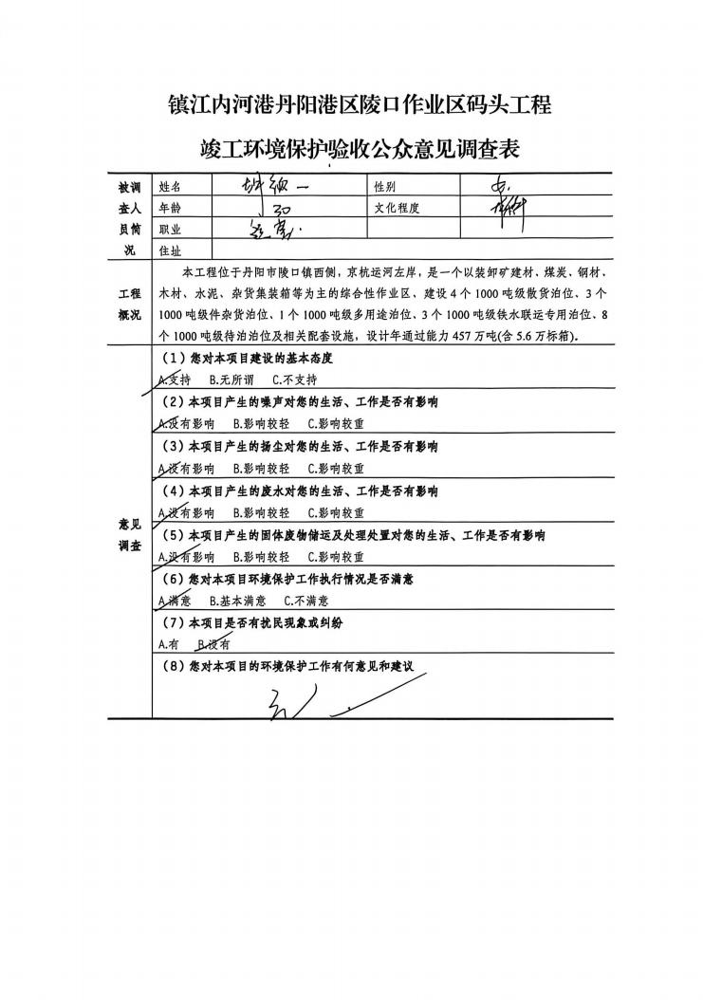 镇江内河港丹阳港区陵口作业区码头工程
竣工环境保护验收公众意见调查表
被调查人员简况
姓名 性别
年龄 30 文化程度
职业
住址
工程概况
本工程位于丹阳市陵口镇西侧，京杭运河左岸，是一个以装卸矿建材、煤炭、钢材、
木材、水泥、杂货集装箱等为主的综合性作业区、建设 4 个 1000 吨级散货泊位、3 个
1000 吨级件杂货泊位、1 个 1000 吨级多用途泊位、3 个 1000 吨级铁水联运专用泊位、8
个 1000 吨级待泊泊位及相关配套设施，设计年通过能力 457 万吨(含 5.6 万标箱)。
意见调查
（1）您对本项目建设的基本态度
A.支持 B.无所谓 C.不支持
（2）本项目产生的噪声对您的生活、工作是否有影响
A.没有影响 B.影响较轻 C.影响较重
（3）本项目产生的扬尘对您的生活、工作是否有影响
A.没有影响 B.影响较轻 C.影响较重
（4）本项目产生的废水对您的生活、工作是否有影响
A.没有影响 B.影响较轻 C.影响较重
（5）本项目产生的固体废物储运及处理处置对您的生活、工作是否有影响
A.没有影响 B.影响较轻 C.影响较重
（6）您对本项目环境保护工作执行情况是否满意
A.满意 B.基本满意 C.不满意
（7）本项目是否有扰民现象或纠纷
A.有 B.没有
（8）您对本项目的环境保护工作有何意见和建议